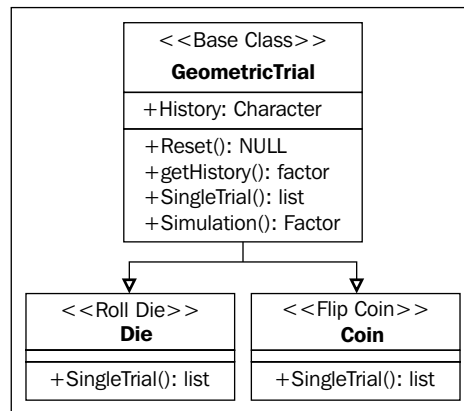 <<Base Class>>
GeometricTrial
+History: Character
+Reset(): NULL
+getHistory(): factor
+SingleTrial(): list
+Simulation(): Factor
<<Roll Die>>
Die
+SingleTrial(): list
<<Flip Coin>>
Coin
+SingleTrial(): list